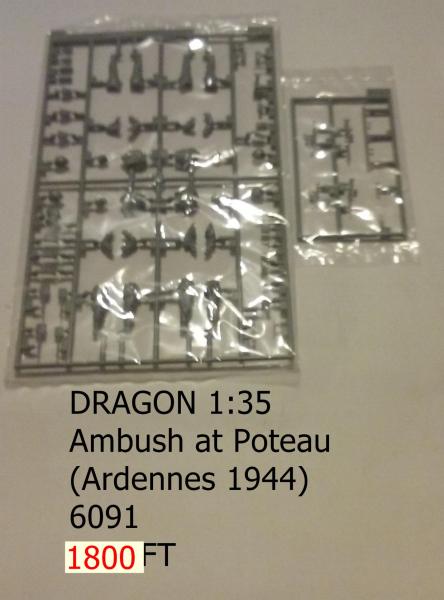 DRAGON 1:35
Ambush at Poteau
(Ardennes 1944)
6091
1800 FT